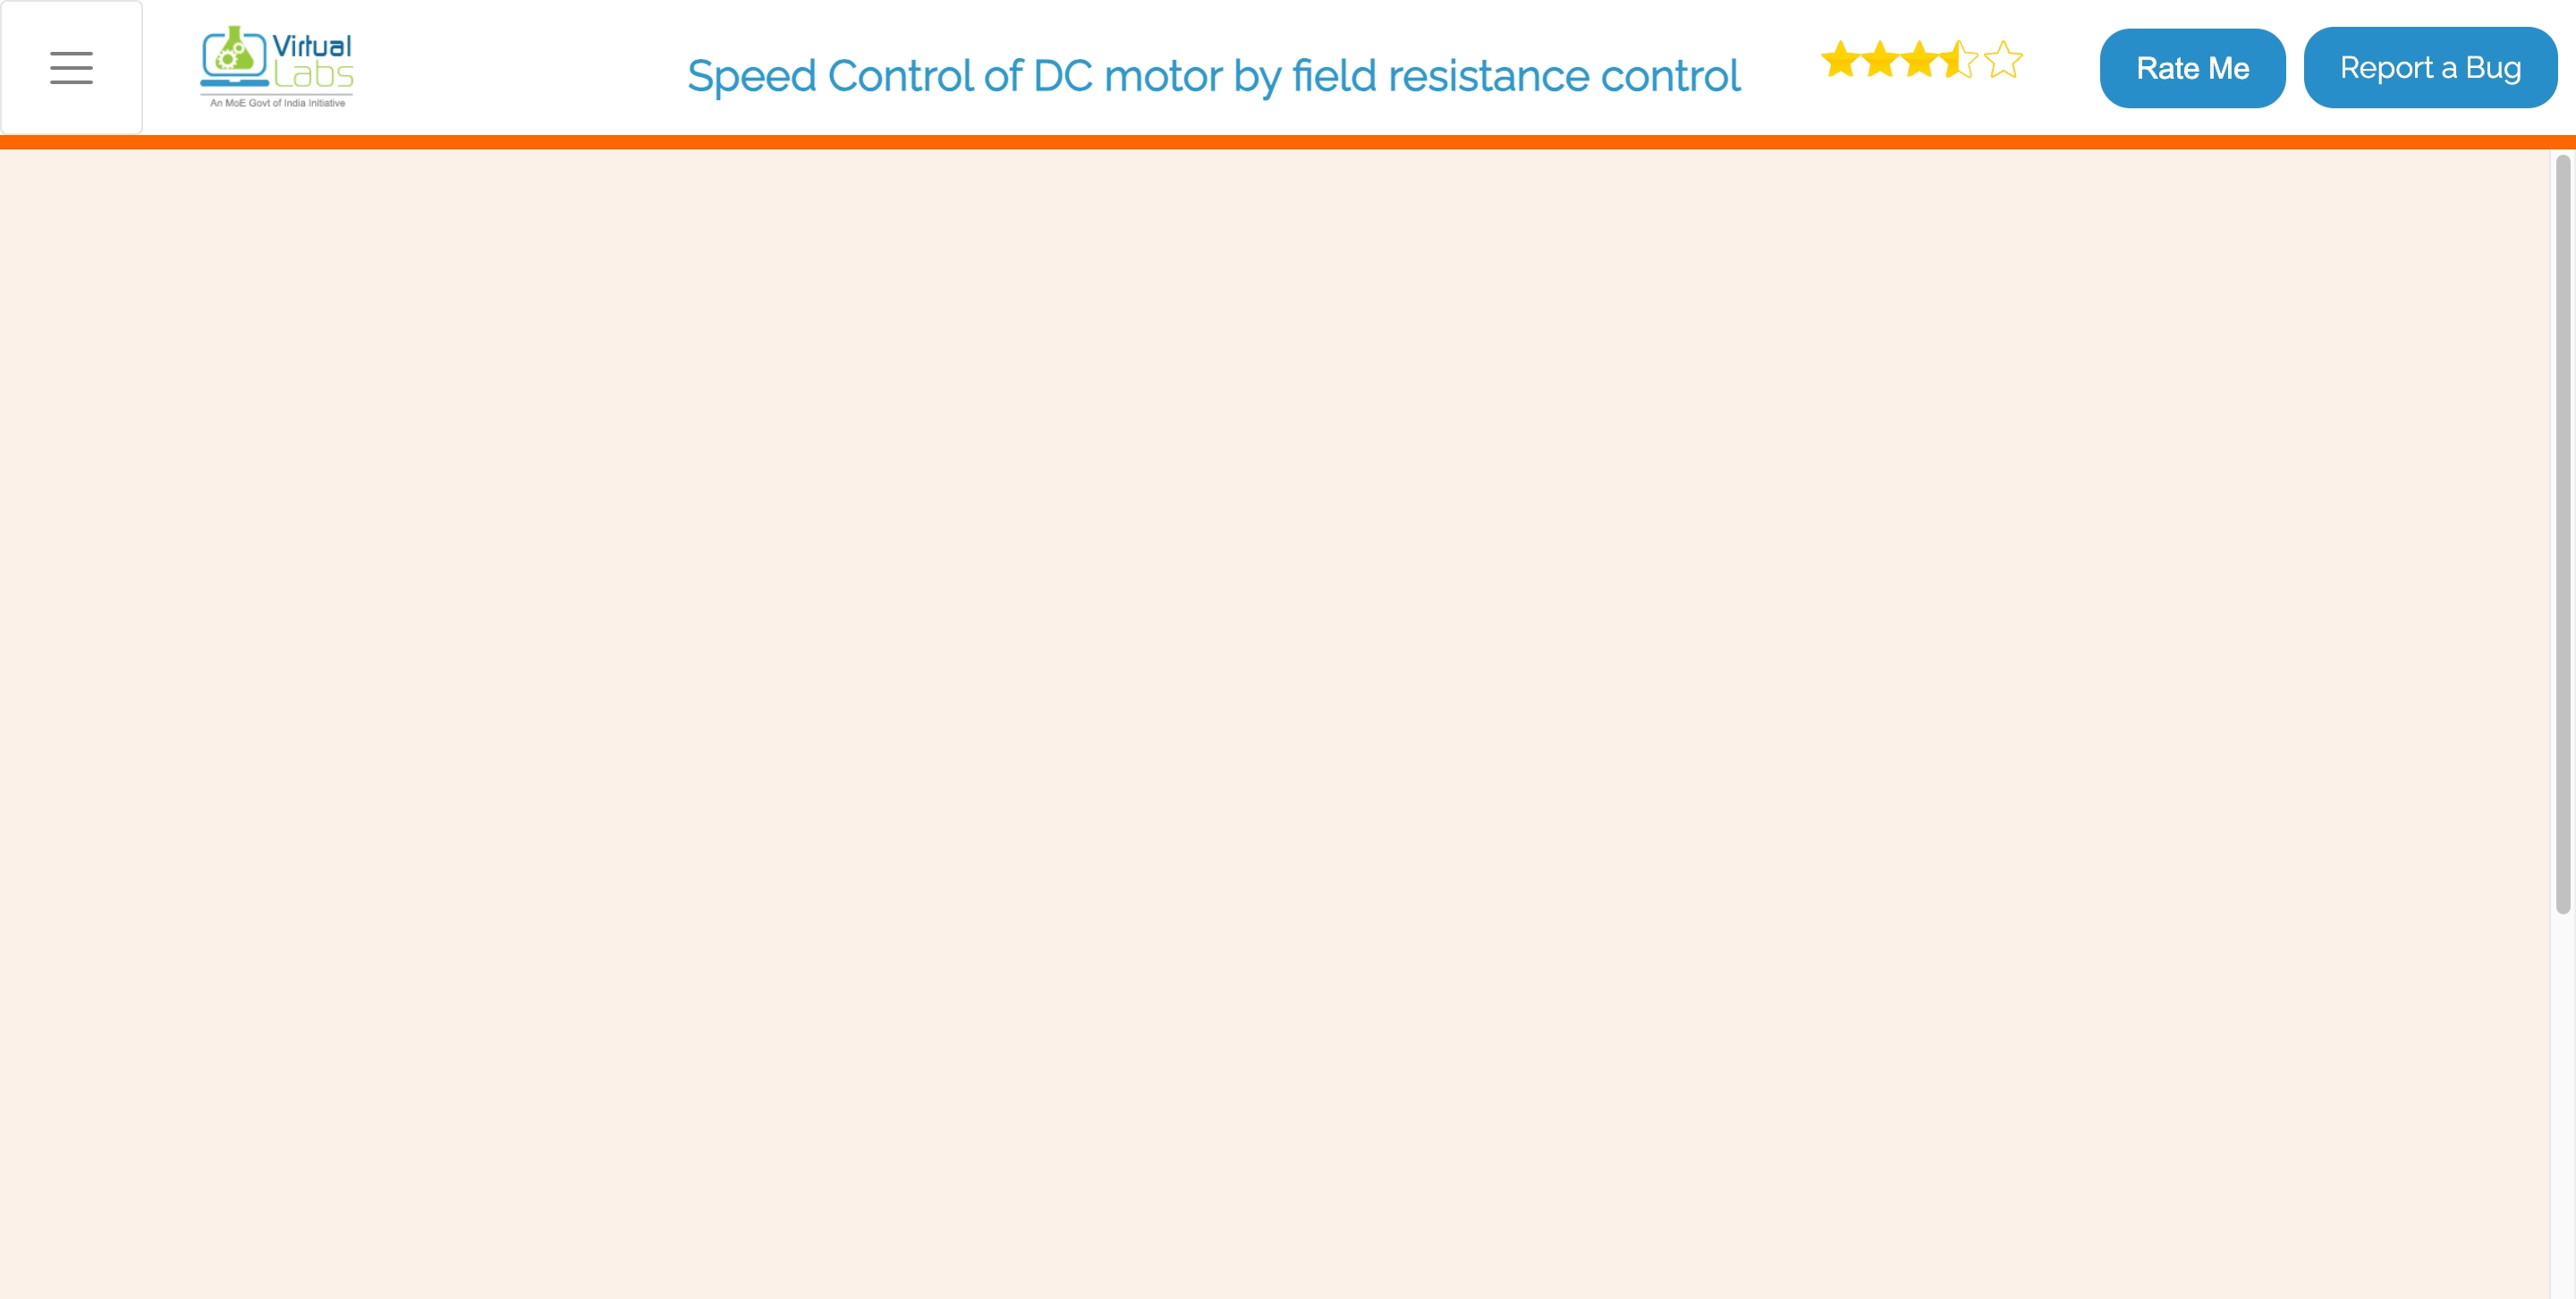 Virtual
Labs
An MoE Govt of India Initiative
Speed Control of DC motor by field resistance control
Rate Me
Report a Bug